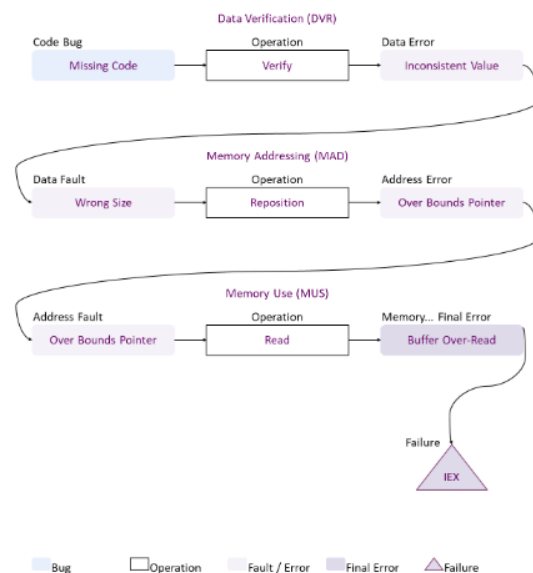 Data Verification (DVR)
Code Bug Operation Data Error
Missing Code Verify Inconsistent Value
Memory Addressing (MAD)
Data Fault Operation Address Error
Wrong Size Reposition Over Bounds Pointer
Memory Use (MUS)
Address Fault Operation Memory... Final Error
Over Bounds Pointer Read Buffer Over-Read
Failure
IEX
Bug Operation Fault / Error Final Error Failure